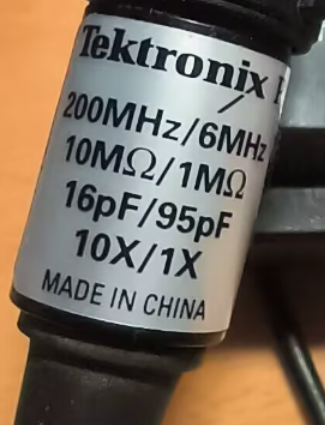 Tektronix
200MHz/6MHz
10MΩ/1MΩ
16pF/95pF
10X/1X
MADE IN CHINA